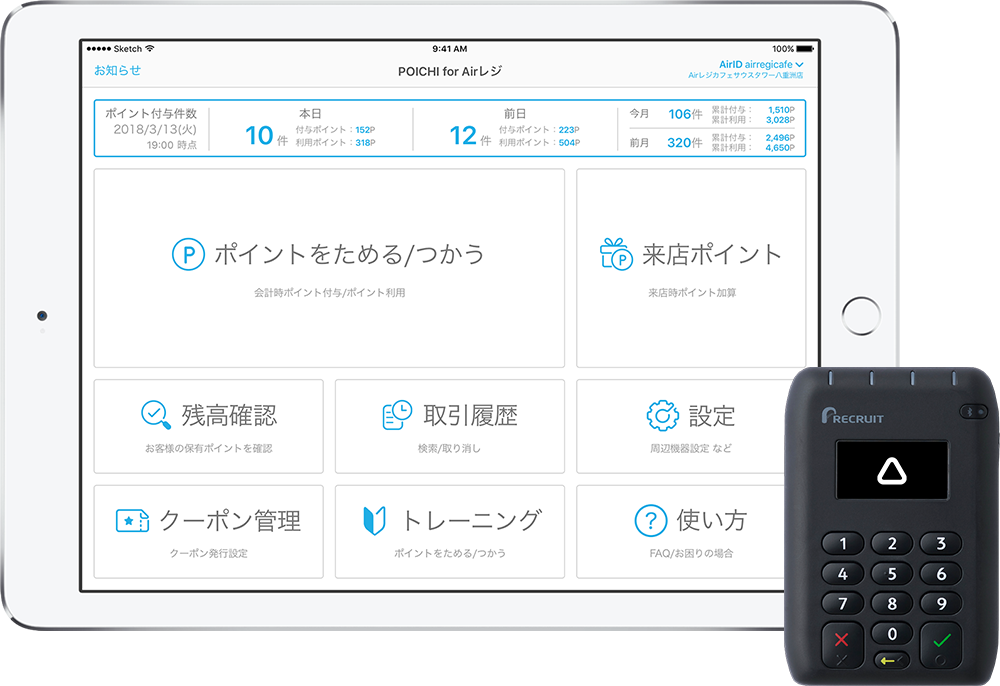 ●●●●● Sketch 9:41 AM 100%
お知らせ POICHI for Airレジ AirID airregicafe
Airレジカフェサウスタワー八重洲店
ポイント付与件数
2018/3/13(火)
19:00 時点
本日
10 件
付与ポイント：152P
利用ポイント：318P
前日
12 件
付与ポイント：223P
利用ポイント：504P
今月 106件 累計付与： 1,510P
累計利用： 3,028P
前月 320件 累計付与： 2,496P
累計利用： 4,650P
P ポイントをためる/つかう
会計時ポイント付与/ポイント利用
P 来店ポイント
来店時ポイント加算
残高確認
お客様の保有ポイントを確認
取引履歴
検索/取り消し
設定
周辺機器設定 など
クーポン管理
クーポン発行設定
トレーニング
ポイントをためる/つかう
? 使い方
FAQ/お困りの場合
RECRUIT
1 2 3
4 5 6
7 8 9
0